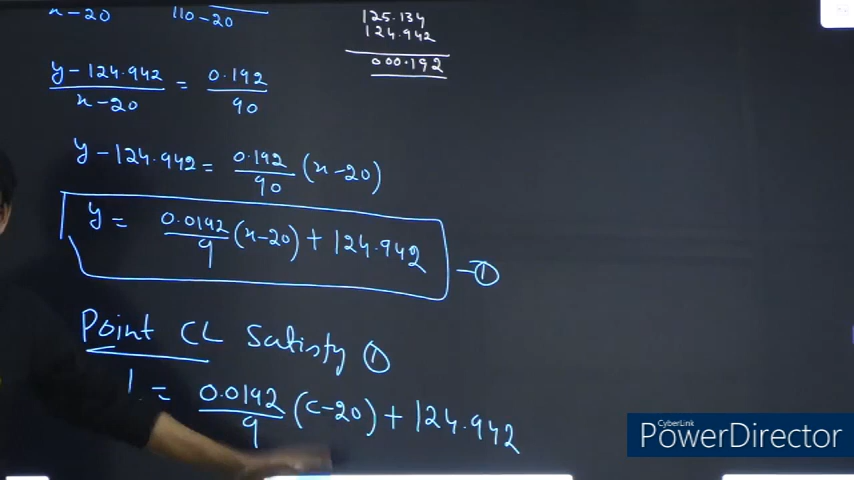 x-20 110-20
125.134
124.942
000.192
y-124.942/x-20 = 0.192/90
y-124.942 = 0.192/90 (x-20)
y = 0.0192/9 (x-20) + 124.942 -①
Point CL Satisfy ①
L = 0.0192/9 (C-20) + 124.942
CyberLink
PowerDirector